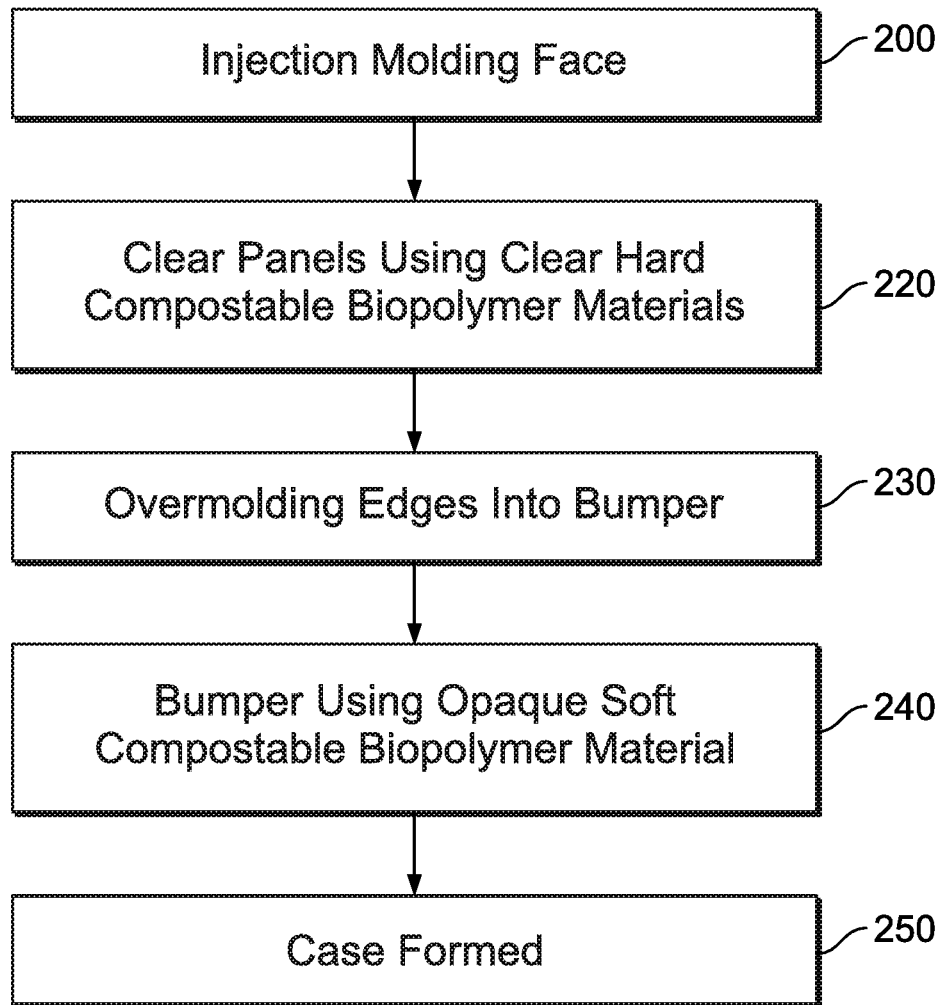 Injection Molding Face
200
Clear Panels Using Clear Hard
Compostable Biopolymer Materials
220
Overmolding Edges Into Bumper
230
Bumper Using Opaque Soft
Compostable Biopolymer Material
240
Case Formed
250